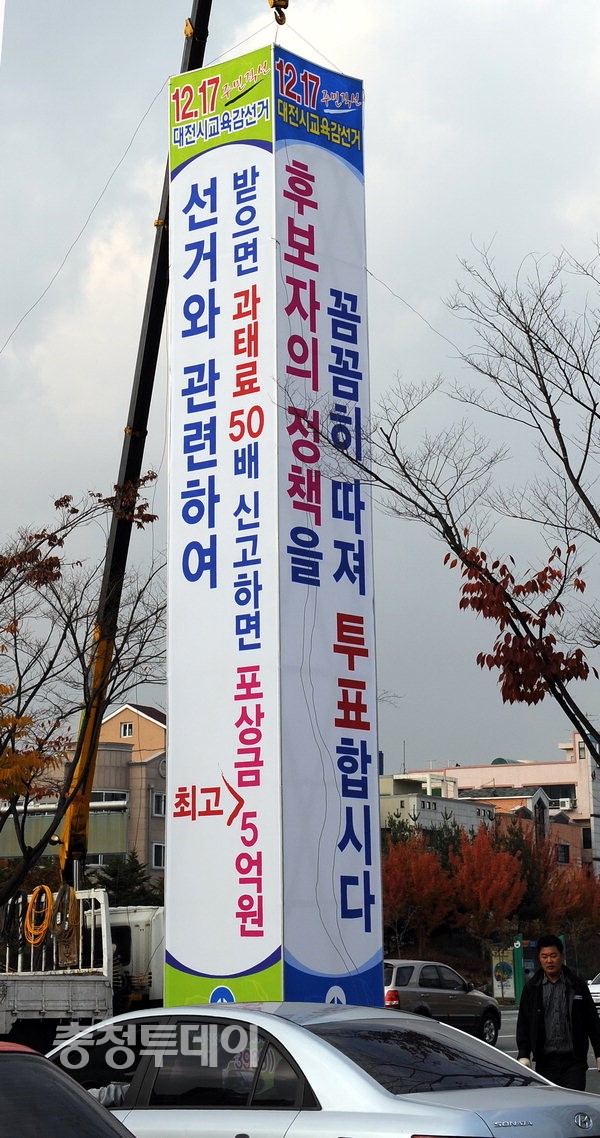 12.17 주민직선
대전시교육감선거
선거와 관련하여
받으면 과태료 50배 신고하면 포상금 최고 5억원
12.17 주민직선
대전시교육감선거
후보자의 정책을
꼼꼼히 따져 투표합시다
충청투데이
SONATA